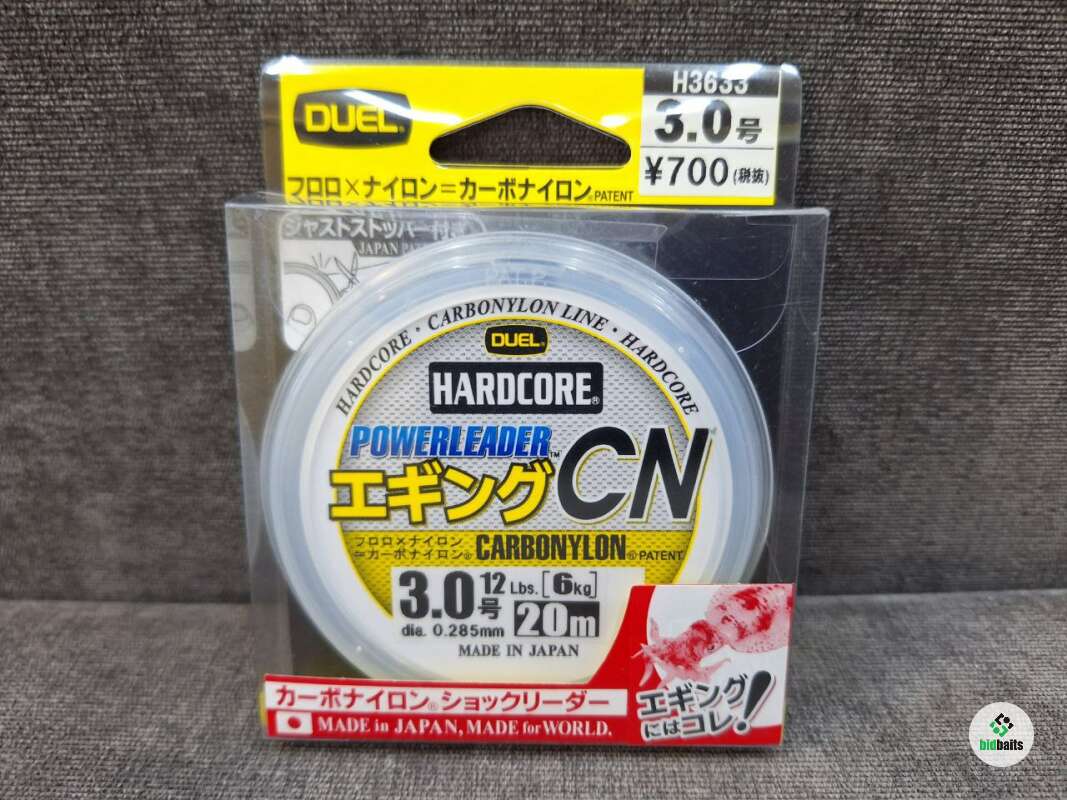 H3633
DUEL®
3.0号
¥700(税抜)
フロロ×ナイロン=カーボナイロン®PATENT
ジャストストッパー付き
JAPAN
HARDCORE・CARBONYLON LINE・HARDCORE
DUEL®
HARDCORE®
POWERLEADER™
エギングCN
フロロ×ナイロン
=カーボナイロン® CARBONYLON® PATENT
3.0号 12Lbs.[6kg]
dia. 0.285mm 20m
MADE IN JAPAN
カーボナイロン®ショックリーダー
MADE in JAPAN, MADE for WORLD.
エギング
にはコレ!
bidbaits